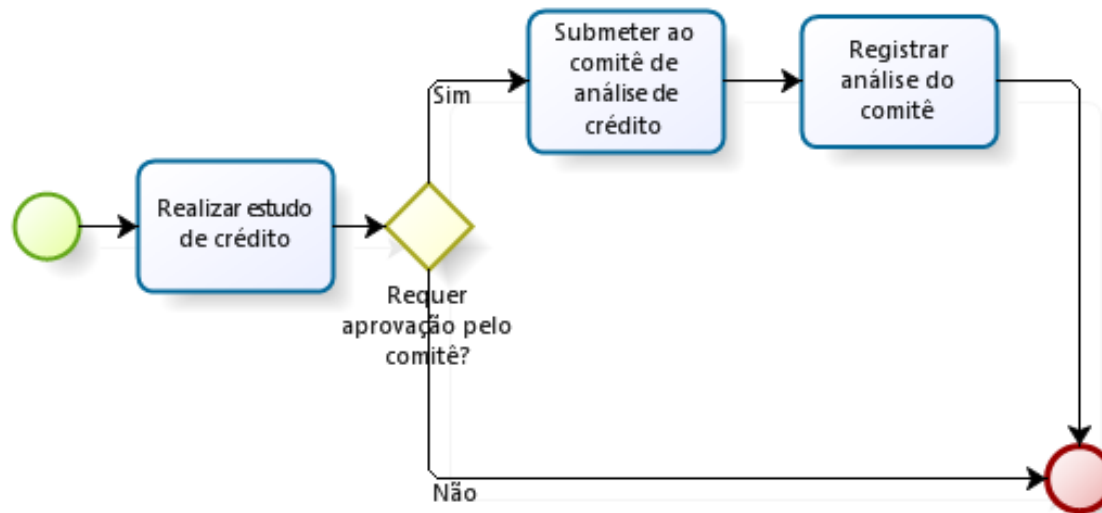 Realizar estudo
de crédito
Requer
aprovação pelo
comitê?
Sim
Submeter ao
comitê de
análise de
crédito
Registrar
análise do
comitê
Não